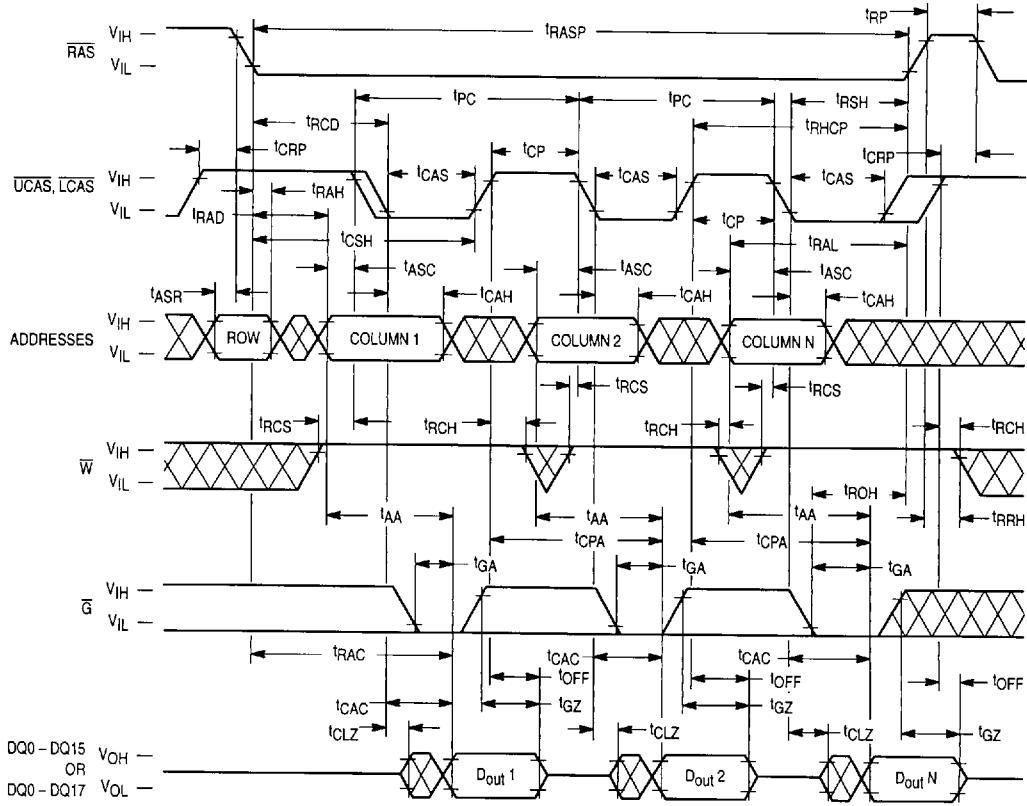 tRP
tRASP
VIH
RAS
VIL
tPC
tPC
tRSH
tRCD
tRHCP
tCRP
tCP
tCRP
VIH
UCAS, LCAS
VIL
tRAH
tCAS
tCAS
tCAS
tRAD
tCSH
tCP
tRAL
tASC
tASC
tASC
tASR
tCAH
tCAH
tCAH
VIH
ADDRESSES
VIL
ROW
COLUMN 1
COLUMN 2
COLUMN N
tRCS
tRCS
tRCS
tRCH
tRCH
tRCH
VIH
W
VIL
tROH
tAA
tAA
tAA
tRRH
tCPA
tCPA
tGA
tGA
tGA
VIH
G
VIL
tRAC
tCAC
tCAC
tOFF
tOFF
tOFF
tCAC
tGZ
tGZ
tGZ
tCLZ
tCLZ
tCLZ
DQ0 – DQ15
OR
DQ0 – DQ17
VOH
VOL
Dout 1
Dout 2
Dout N